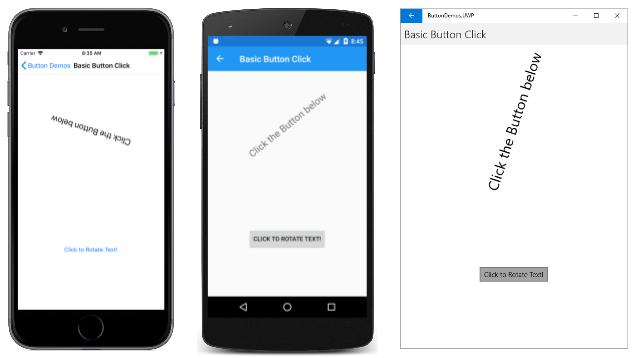 Carrier
8:35 AM
Button Demos
Basic Button Click
Click the Button below
Click to Rotate Text!
8:45
Basic Button Click
Click the Button below
CLICK TO ROTATE TEXT!
ButtonDemos.UWP
Basic Button Click
Click the Button below
Click to Rotate Text!